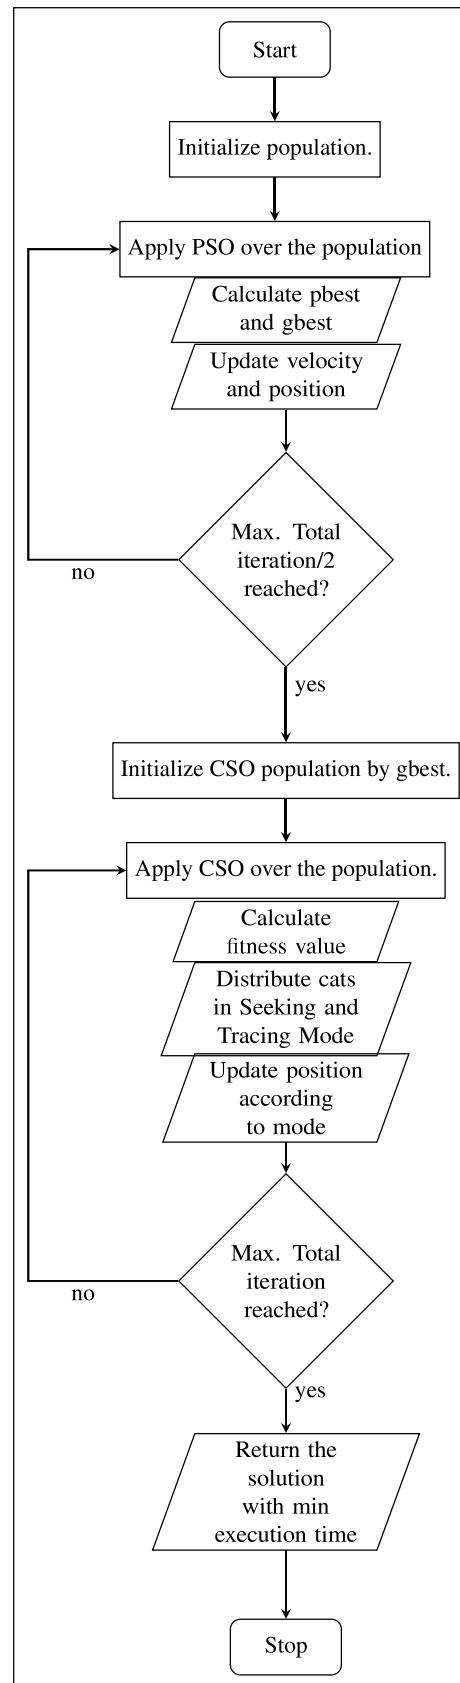 Start
Initialize population.
Apply PSO over the population
Calculate pbest
and gbest
Update velocity
and position
Max. Total
iteration/2
reached?
no
yes
Initialize CSO population by gbest.
Apply CSO over the population.
Calculate
fitness value
Distribute cats
in Seeking and
Tracing Mode
Update position
according
to mode
Max. Total
iteration
reached?
no
yes
Return the
solution
with min
execution time
Stop